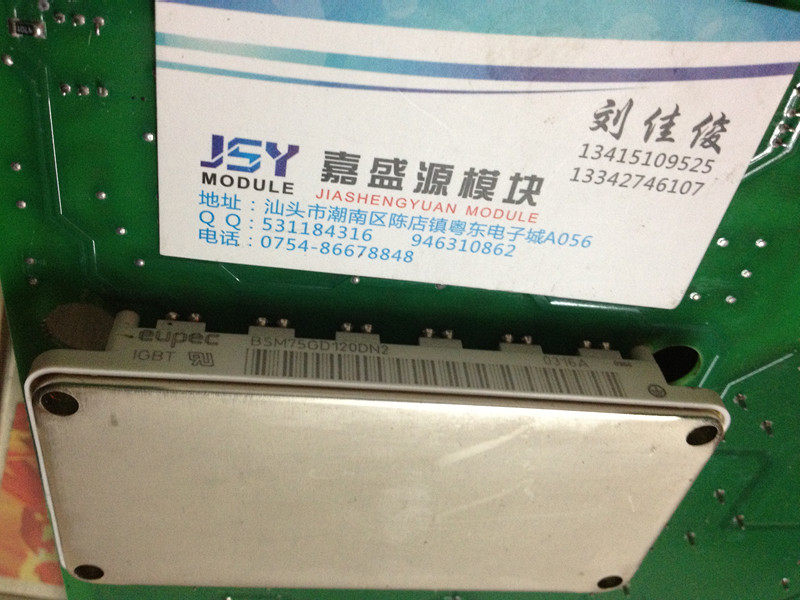 刘佳俊
13415109525
13342746107
JSY
MODULE
嘉盛源模块
JIASHENGYUAN MODULE
地址：汕头市潮南区陈店镇粤东电子城A056
Q Q：531184316 946310862
电话：0754-86678848
eupec
BSM75GD120DN2
0316A
IGBT